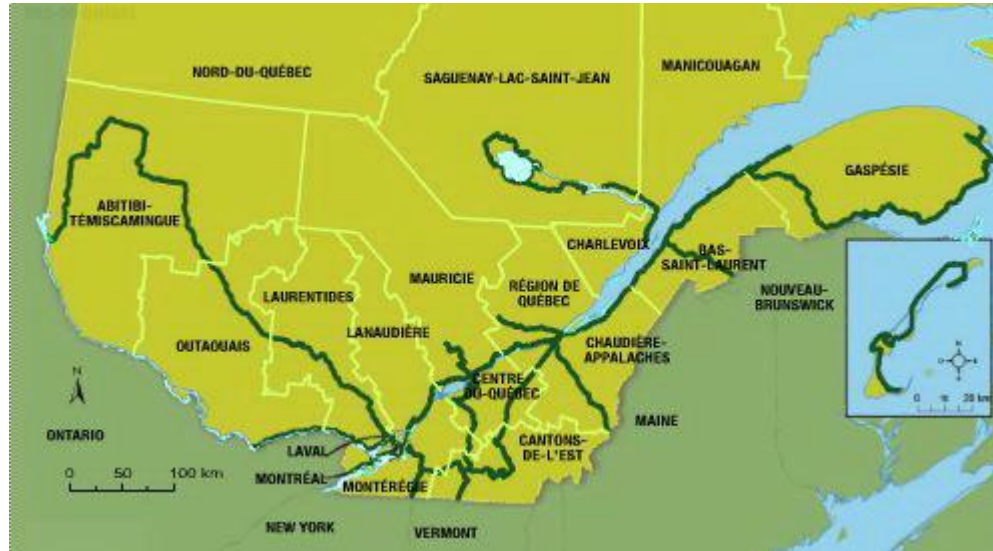 NORD-DU-QUÉBEC
SAGUENAY-LAC-SAINT-JEAN
MANICOUAGAN
GASPÉSIE
ABITIBI-
TÉMISCAMINGUE
CHARLEVOIX
BAS-
SAINT-LAURENT
MAURICIE
RÉGION DE
QUÉBEC
NOUVEAU-
BRUNSWICK
LAURENTIDES
LANAUDIÈRE
OUTAOUAIS
CHAUDIÈRE-
APPALACHES
CENTRE
DU-QUÉBEC
N
N
O
E
S
0 10 20 km
MAINE
ONTARIO
CANTONS-
DE-L'EST
LAVAL
0 50 100 km
MONTRÉAL
MONTÉRÉGIE
NEW YORK
VERMONT